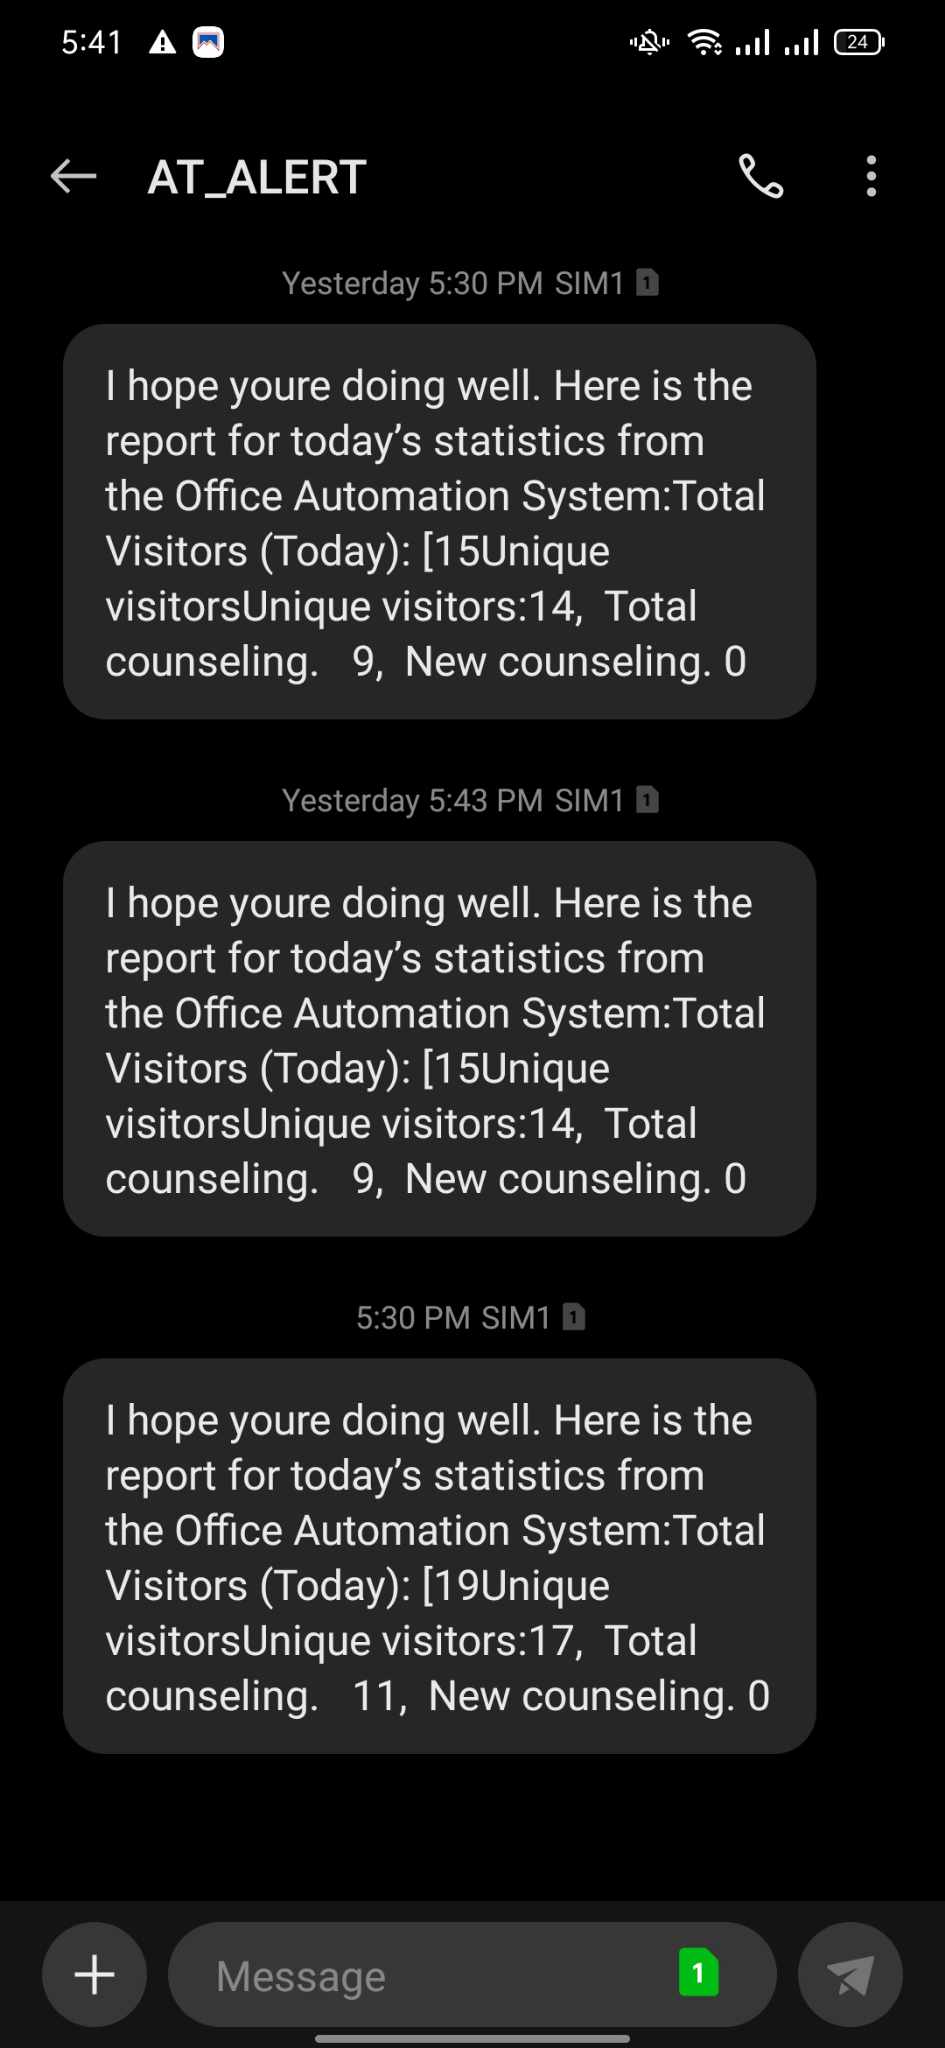 5:41
24
AT_ALERT
Yesterday 5:30 PM SIM1 1
I hope youre doing well. Here is the
report for today’s statistics from
the Office Automation System:Total
Visitors (Today): [15Unique
visitorsUnique visitors:14,  Total
counseling.   9,  New counseling. 0
Yesterday 5:43 PM SIM1 1
I hope youre doing well. Here is the
report for today’s statistics from
the Office Automation System:Total
Visitors (Today): [15Unique
visitorsUnique visitors:14,  Total
counseling.   9,  New counseling. 0
5:30 PM SIM1 1
I hope youre doing well. Here is the
report for today’s statistics from
the Office Automation System:Total
Visitors (Today): [19Unique
visitorsUnique visitors:17,  Total
counseling.   11,  New counseling. 0
Message 1